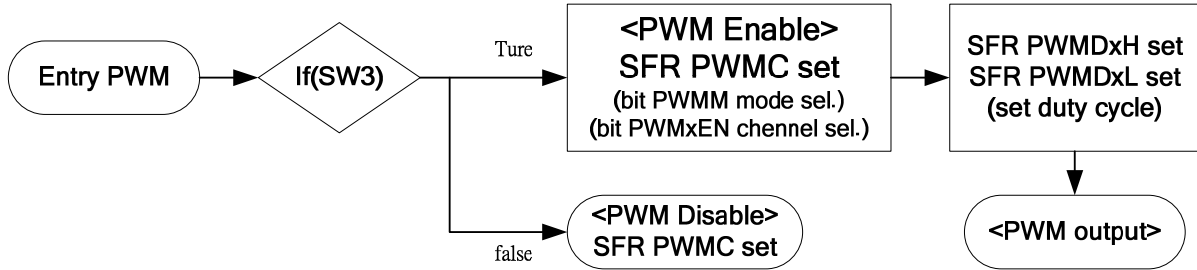 Entry PWM
If(SW3)
Ture
<PWM Enable>
SFR PWMC set
(bit PWMM mode sel.)
(bit PWMxEN chennel sel.)
SFR PWMDxH set
SFR PWMDxL set
(set duty cycle)
false
<PWM Disable>
SFR PWMC set
<PWM output>